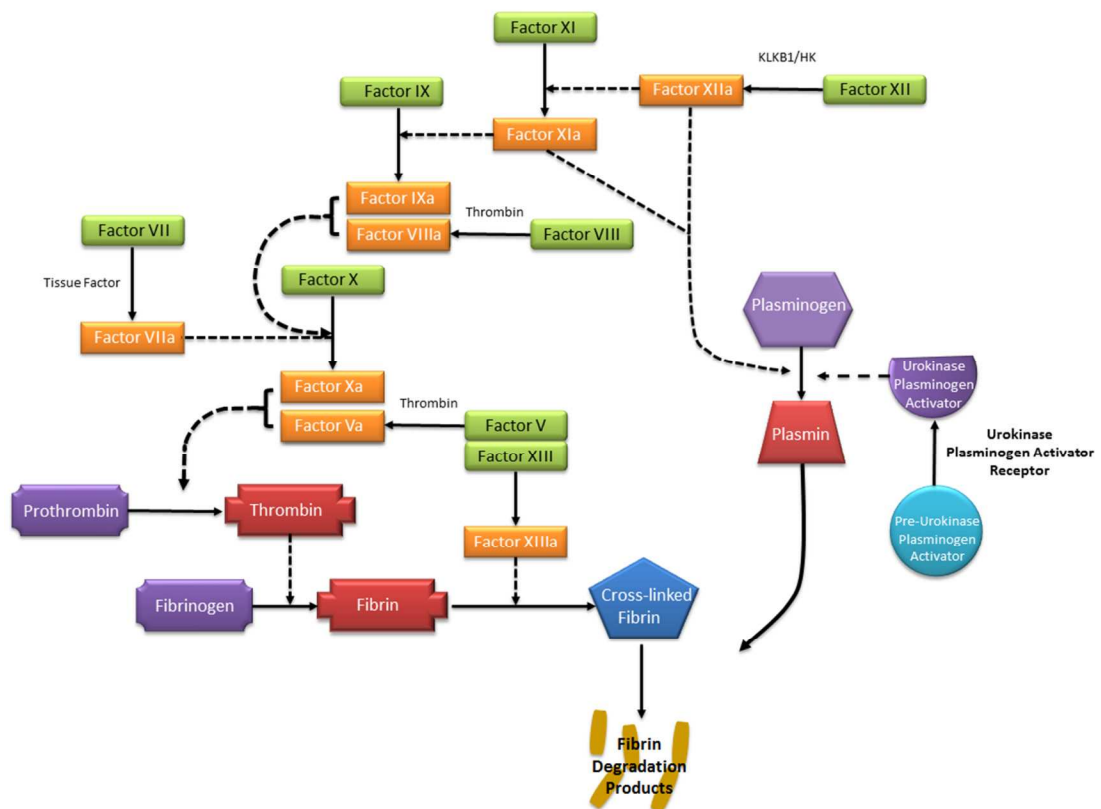 Factor XI
KLKB1/HK
Factor IX
Factor XIIa
Factor XII
Factor XIa
Factor IXa
Thrombin
Factor VII
Factor VIIIa
Factor VIII
Tissue Factor
Factor X
Plasminogen
Factor VIIa
Urokinase
Plasminogen
Activator
Factor Xa
Thrombin
Factor Va
Factor V
Plasmin
Factor XIII
Urokinase
Plasminogen Activator
Receptor
Prothrombin
Thrombin
Pre-Urokinase
Plasminogen
Activator
Factor XIIIa
Fibrinogen
Fibrin
Cross-linked
Fibrin
Fibrin
Degradation
Products